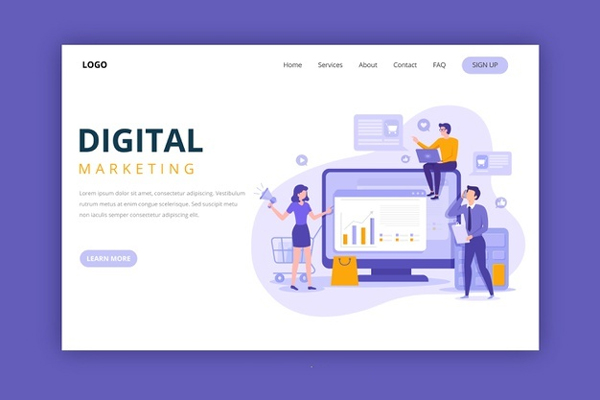 LOGO
Home Services About Contact FAQ SIGN UP
DIGITAL
MARKETING
Lorem ipsum dolor sit amet, consectetur adipiscing. Vestibulum
at enim rutrum congue scelerisque. Sed suscipit metu
non iaculis semper consectetur adipiscing elit.
LEARN MORE